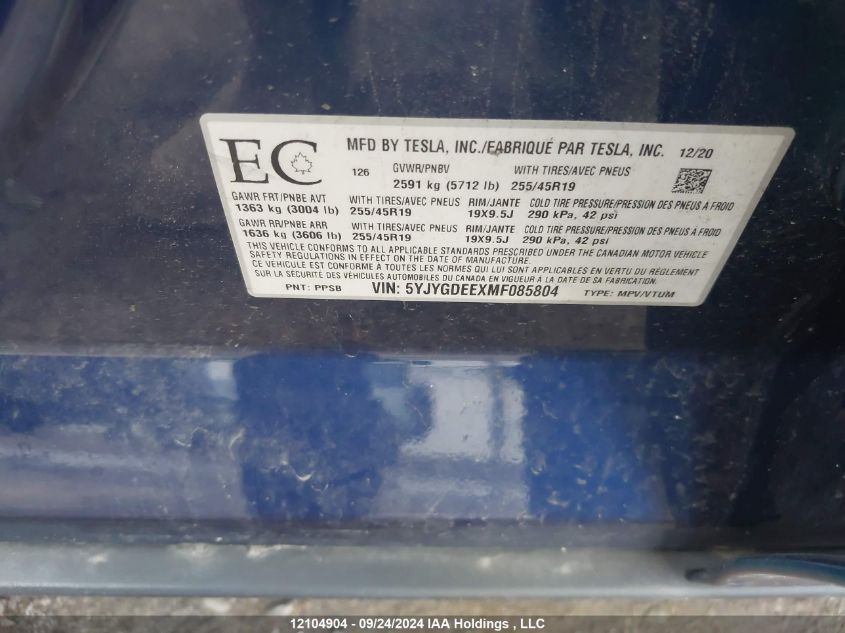 EC
MFD BY TESLA, INC./FABRIQUÉ PAR TESLA, INC. 12/20
126 GVWR/PNBV WITH TIRES/AVEC PNEUS
2591 kg (5712 lb) 255/45R19
GAWR FRT/PNBE AVT WITH TIRES/AVEC PNEUS RIM/JANTE COLD TIRE PRESSURE/PRESSION DES PNEUS À FROID
1363 kg (3004 lb) 255/45R19 19X9.5J 290 kPa, 42 psi
GAWR RR/PNBE ARR WITH TIRES/AVEC PNEUS RIM/JANTE COLD TIRE PRESSURE/PRESSION DES PNEUS À FROID
1636 kg (3606 lb) 255/45R19 19X9.5J 290 kPa, 42 psi
THIS VEHICLE CONFORMS TO ALL APPLICABLE STANDARDS PRESCRIBED UNDER THE CANADIAN MOTOR VEHICLE
SAFETY REGULATIONS IN EFFECT ON THE DATE OF MANUFACTURE.
CE VÉHICULE EST CONFORME À TOUTES LES NORMES QUI LUI SONT APPLICABLES EN VERTU DU RÈGLEMENT
SUR LA SÉCURITÉ DES VÉHICULES AUTOMOBILES DU CANADA EN VIGUEUR À LA DATE DE SA FABRICATION.
PNT: PPSB VIN: 5YJYGDEEXMF085804 TYPE: MPV/VTUM
12104904 - 09/24/2024 IAA Holdings , LLC